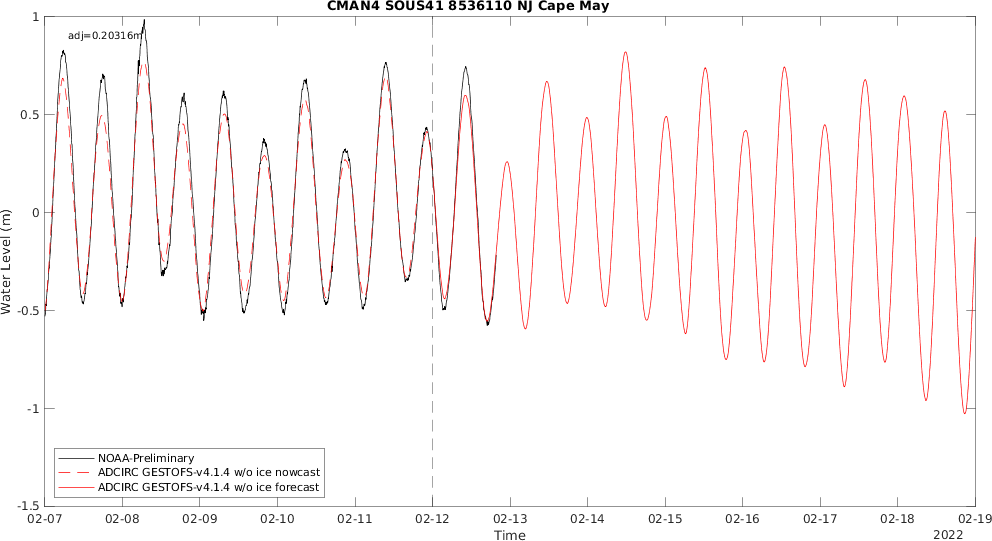 CMAN4 SOUS41 8536110 NJ Cape May
adj=0.20316m
1
0.5
0
-0.5
-1
-1.5
Water Level (m)
NOAA-Preliminary
ADCIRC GESTOFS-v4.1.4 w/o ice nowcast
ADCIRC GESTOFS-v4.1.4 w/o ice forecast
02-07 02-08 02-09 02-10 02-11 02-12 02-13 02-14 02-15 02-16 02-17 02-18 02-19
Time
2022